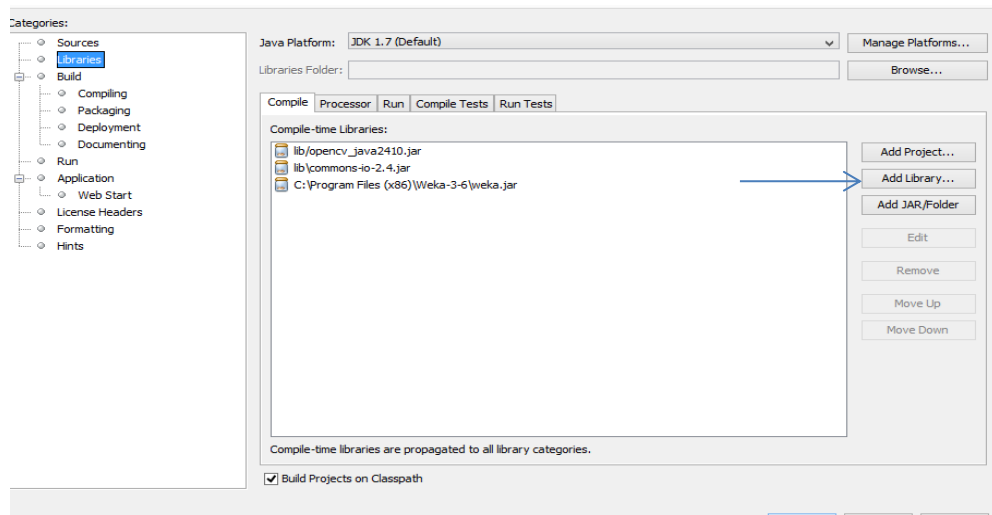 Categories:
Sources
Libraries
Build
Compiling
Packaging
Deployment
Documenting
Run
Application
Web Start
License Headers
Formatting
Hints
Java Platform: JDK 1.7 (Default) Manage Platforms...
Libraries Folder: Browse...
Compile Processor Run Compile Tests Run Tests
Compile-time Libraries:
lib/opencv_java2410.jar
lib\commons-io-2.4.jar
C:\Program Files (x86)\Weka-3-6\weka.jar
Add Project...
Add Library...
Add JAR/Folder
Edit
Remove
Move Up
Move Down
Compile-time libraries are propagated to all library categories.
Build Projects on Classpath